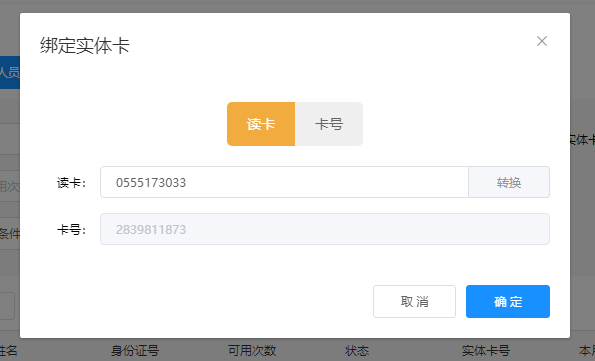 绑定实体卡
人员
读卡
卡号
实体卡
读卡：
0555173033
转换
用次
卡号：
2839811873
条件
取消
确定
姓名
身份证号
可用次数
状态
实体卡号
本月